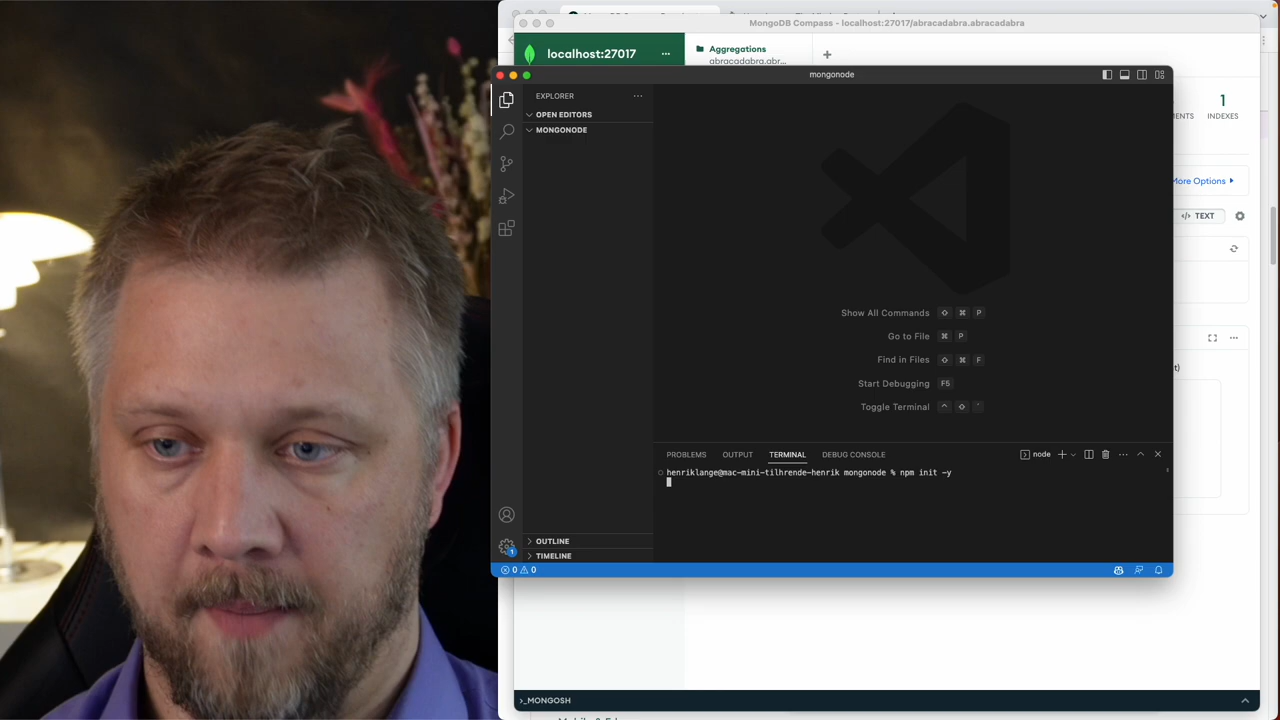 MongoDB Compass - localhost:27017/abracadabra.abracadabra
localhost:27017
...
Aggregations
abracadabra.abr...
+
mongonode
1
MENTS
INDEXES
EXPLORER
OPEN EDITORS
MONGONODE
More Options
</> TEXT
Show All Commands ⇧ ⌘ P
Go to File ⌘ P
Find in Files ⇧ ⌘ F
Start Debugging F5
Toggle Terminal ^ ⇧ `
PROBLEMS OUTPUT TERMINAL DEBUG CONSOLE
node
henriklange@mac-mini-tilhrende-henrik mongonode % npm init -y
OUTLINE
TIMELINE
1
0 0
>_MONGOSH